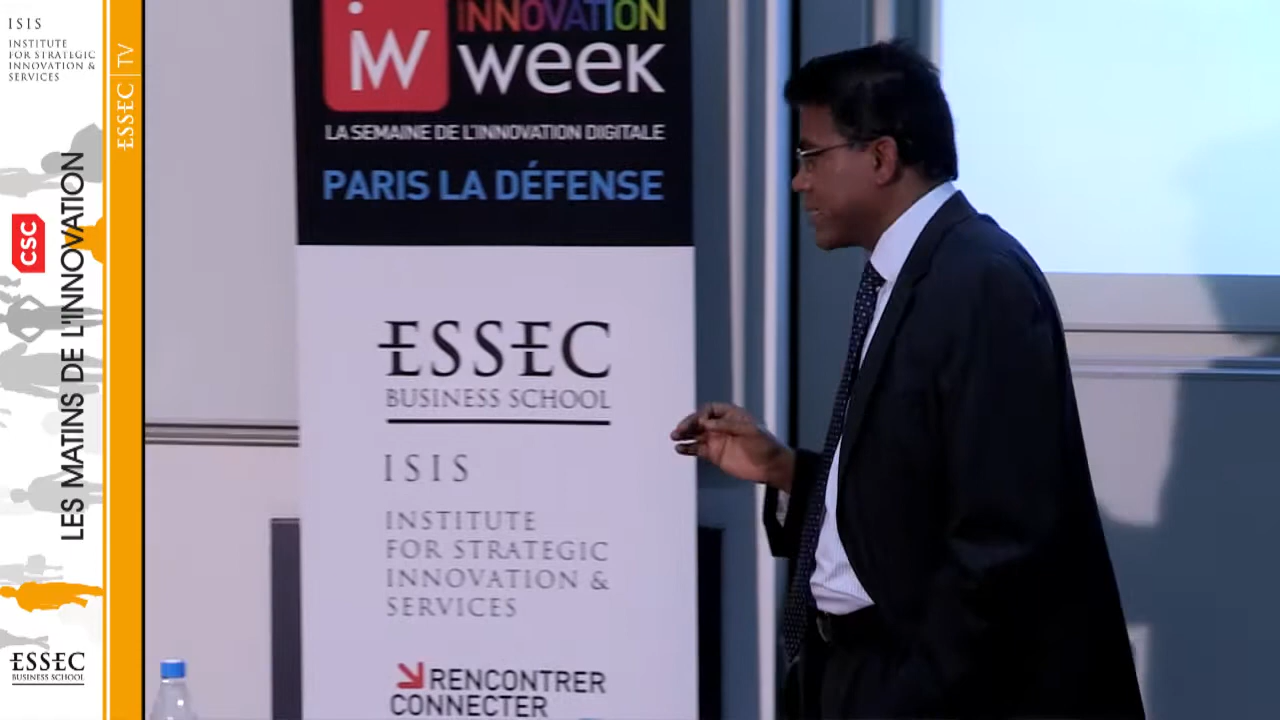 ISIS
INSTITUTE
FOR STRATEGIC
INNOVATION &
SERVICES
ESSEC | TV
CSC
LES MATINS DE L'INNOVATION
ESSEC
BUSINESS SCHOOL
iw
INNOVATION
week
LA SEMAINE DE L'INNOVATION DIGITALE
PARIS LA DÉFENSE
ESSEC
BUSINESS SCHOOL
ISIS
INSTITUTE
FOR STRATEGIC
INNOVATION &
SERVICES
RENCONTRER
CONNECTER